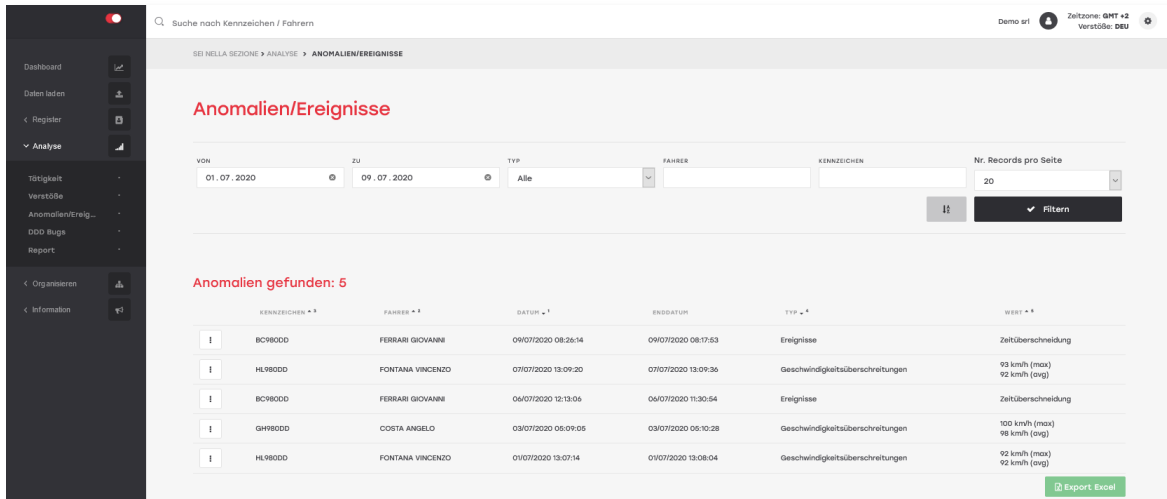 Suche nach Kennzeichen / Fahrern
Demo srl
Zeitzone: GMT +2
Verstöße: DEU
SEI NELLA SEZIONE > ANALYSE > ANOMALIEN/EREIGNISSE
Dashboard
Daten laden
Register
Analyse
Tätigkeit
Verstöße
Anomalien/Ereig...
DDD Bugs
Report
Organisieren
Information
Anomalien/Ereignisse
VON ZU TYP FAHRER KENNZEICHEN Nr. Records pro Seite
01.07.2020 09.07.2020 Alle 20
Filtern
Anomalien gefunden: 5
KENNZEICHEN 3 FAHRER 2 DATUM 1 ENDDATUM TYP 4 WERT 5
BC980DD FERRARI GIOVANNI 09/07/2020 08:26:14 09/07/2020 08:17:53 Ereignisse Zeitüberschneidung
HL980DD FONTANA VINCENZO 07/07/2020 13:09:20 07/07/2020 13:09:36 Geschwindigkeitsüberschreitungen 93 km/h (max)
92 km/h (avg)
BC980DD FERRARI GIOVANNI 06/07/2020 12:13:06 06/07/2020 11:30:54 Ereignisse Zeitüberschneidung
GH980DD COSTA ANGELO 03/07/2020 05:09:05 03/07/2020 05:10:28 Geschwindigkeitsüberschreitungen 100 km/h (max)
98 km/h (avg)
HL980DD FONTANA VINCENZO 01/07/2020 13:07:14 01/07/2020 13:08:04 Geschwindigkeitsüberschreitungen 92 km/h (max)
92 km/h (avg)
Export Excel